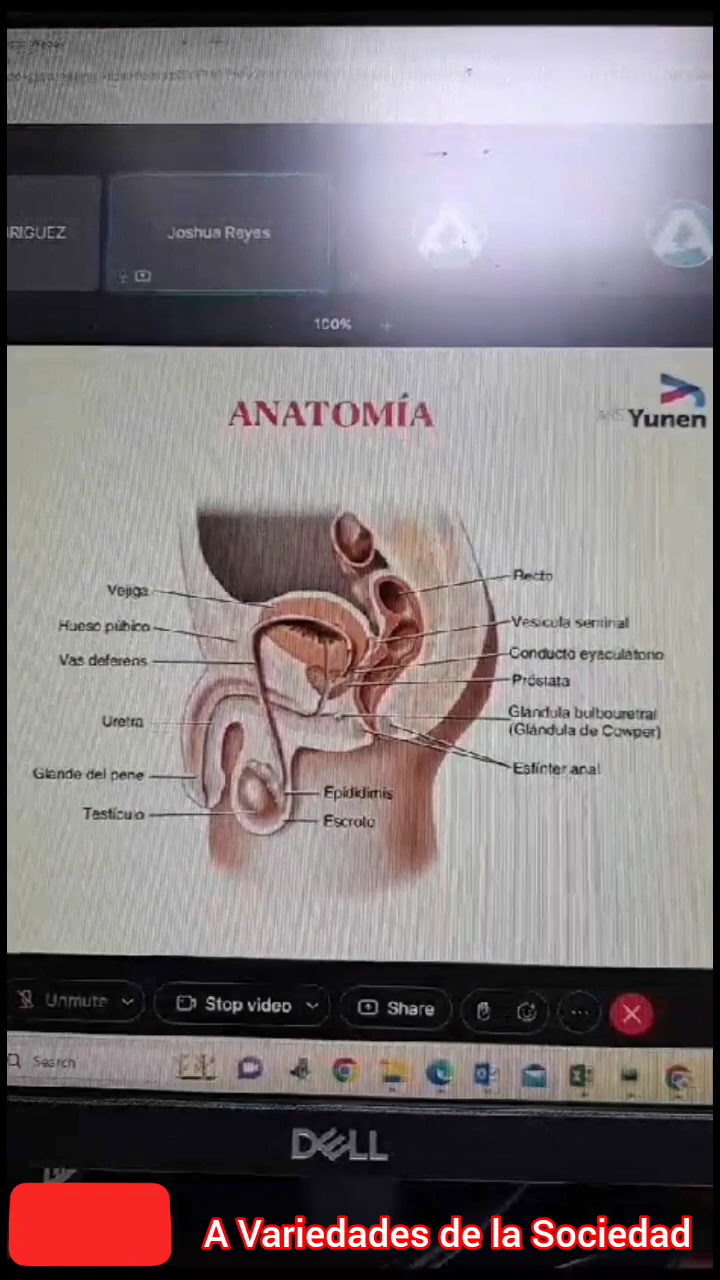 RIGUEZ
Joshua Reyes
100%
ANATOMÍA
ARS Yunen
Vejiga
Hueso púbico
Vas deferens
Uretra
Glande del pene
Testículo
Epidídimis
Escroto
Recto
Vesícula seminal
Conducto eyaculatorio
Próstata
Glándula bulbouretral
(Glándula de Cowper)
Esfínter anal
Unmute
Stop video
Share
Search
DELL
A Variedades de la Sociedad